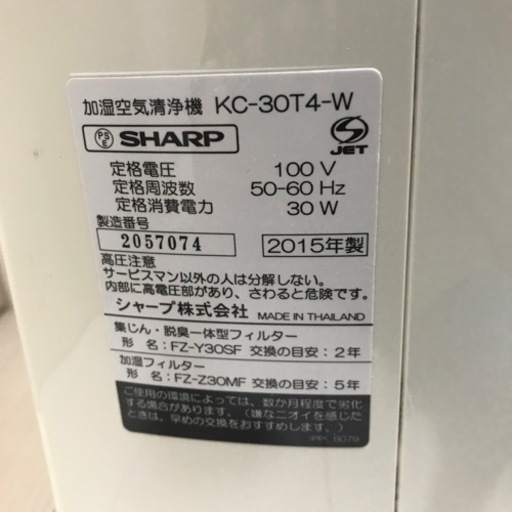 加湿空気清浄機 KC-30T4-W
PS E SHARP JET
定格電圧 100 V
定格周波数 50-60 Hz
定格消費電力 30 W
製造番号
2057074 2015年製
高圧注意
サービスマン以外の人は分解しない。
内部に高電圧部があり、さわると危険です。
シャープ株式会社 MADE IN THAILAND
集じん・脱臭一体型フィルター
形 名:FZ-Y30SF 交換の目安:2年
加湿フィルター
形 名:FZ-Z30MF 交換の目安:5年
ご使用の環境によっては、数か月程度で劣化
する場合があります。(嫌なニオイを感じた
ときは、早めの交換をおすすめします。)